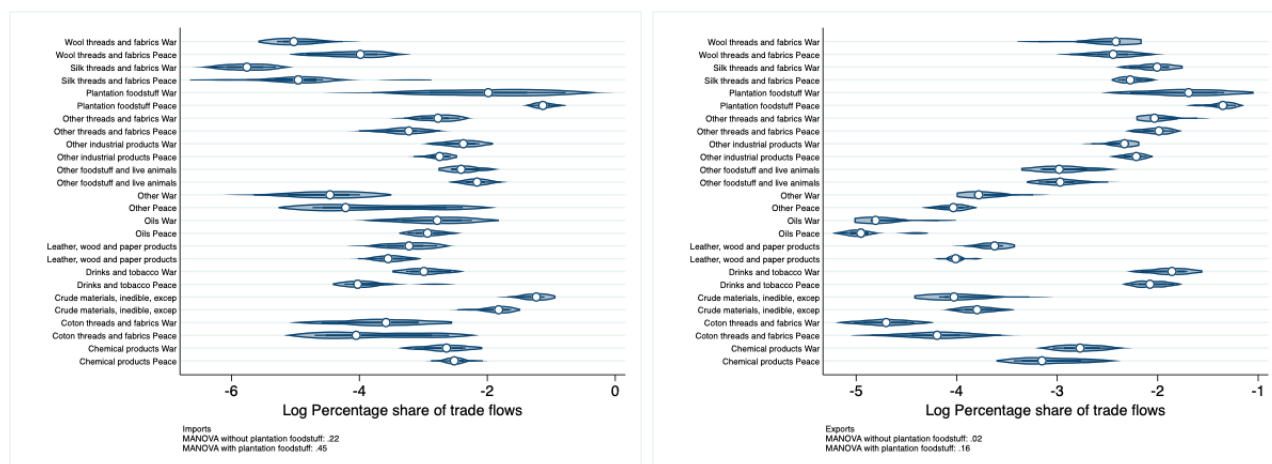 Wool threads and fabrics War
Wool threads and fabrics Peace
Silk threads and fabrics War
Silk threads and fabrics Peace
Plantation foodstuff War
Plantation foodstuff Peace
Other threads and fabrics War
Other threads and fabrics Peace
Other industrial products War
Other industrial products Peace
Other foodstuff and live animals
Other foodstuff and live animals
Other War
Other Peace
Oils War
Oils Peace
Leather, wood and paper products
Leather, wood and paper products
Drinks and tobacco War
Drinks and tobacco Peace
Crude materials, inedible, excep
Crude materials, inedible, excep
Coton threads and fabrics War
Coton threads and fabrics Peace
Chemical products War
Chemical products Peace
-6 -4 -2 0
Log Percentage share of trade flows
Imports
MANOVA without plantation foodstuff: .22
MANOVA with plantation foodstuff: .45
Wool threads and fabrics War
Wool threads and fabrics Peace
Silk threads and fabrics War
Silk threads and fabrics Peace
Plantation foodstuff War
Plantation foodstuff Peace
Other threads and fabrics War
Other threads and fabrics Peace
Other industrial products War
Other industrial products Peace
Other foodstuff and live animals
Other foodstuff and live animals
Other War
Other Peace
Oils War
Oils Peace
Leather, wood and paper products
Leather, wood and paper products
Drinks and tobacco War
Drinks and tobacco Peace
Crude materials, inedible, excep
Crude materials, inedible, excep
Coton threads and fabrics War
Coton threads and fabrics Peace
Chemical products War
Chemical products Peace
-5 -4 -3 -2 -1
Log Percentage share of trade flows
Exports
MANOVA without plantation foodstuff: .02
MANOVA with plantation foodstuff: .16